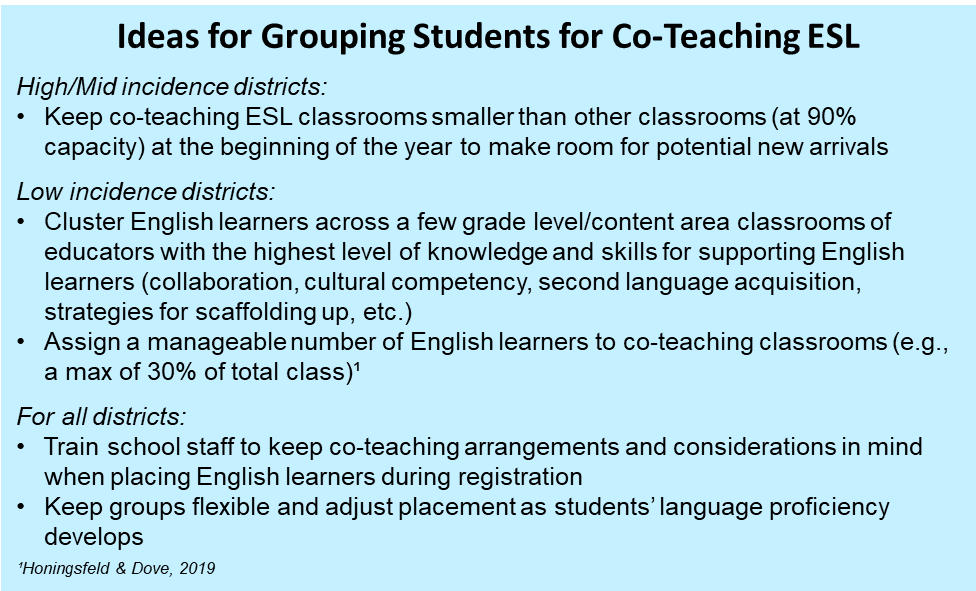 Ideas for Grouping Students for Co-Teaching ESL
High/Mid incidence districts:
• Keep co-teaching ESL classrooms smaller than other classrooms (at 90%
capacity) at the beginning of the year to make room for potential new arrivals
Low incidence districts:
• Cluster English learners across a few grade level/content area classrooms of
educators with the highest level of knowledge and skills for supporting English
learners (collaboration, cultural competency, second language acquisition,
strategies for scaffolding up, etc.)
• Assign a manageable number of English learners to co-teaching classrooms (e.g.,
a max of 30% of total class)¹
For all districts:
• Train school staff to keep co-teaching arrangements and considerations in mind
when placing English learners during registration
• Keep groups flexible and adjust placement as students’ language proficiency
develops
¹Honingsfeld & Dove, 2019